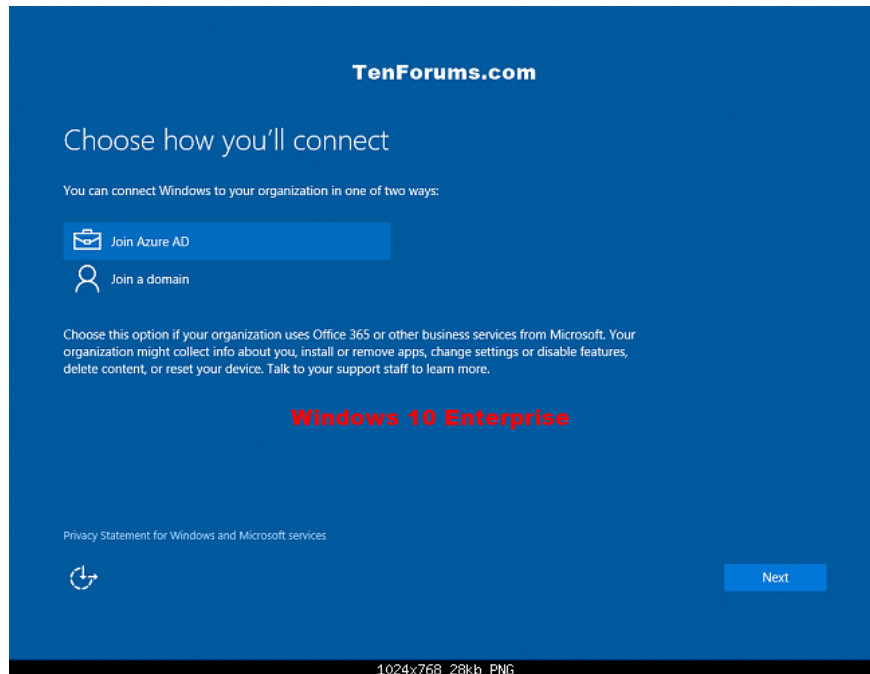 TenForums.com
Choose how you'll connect
You can connect Windows to your organization in one of two ways:
Join Azure AD
Join a domain
Choose this option if your organization uses Office 365 or other business services from Microsoft. Your
organization might collect info about you, install or remove apps, change settings or disable features,
delete content, or reset your device. Talk to your support staff to learn more.
Windows 10 Enterprise
Privacy Statement for Windows and Microsoft services
Next
1024x768 28kb PNG